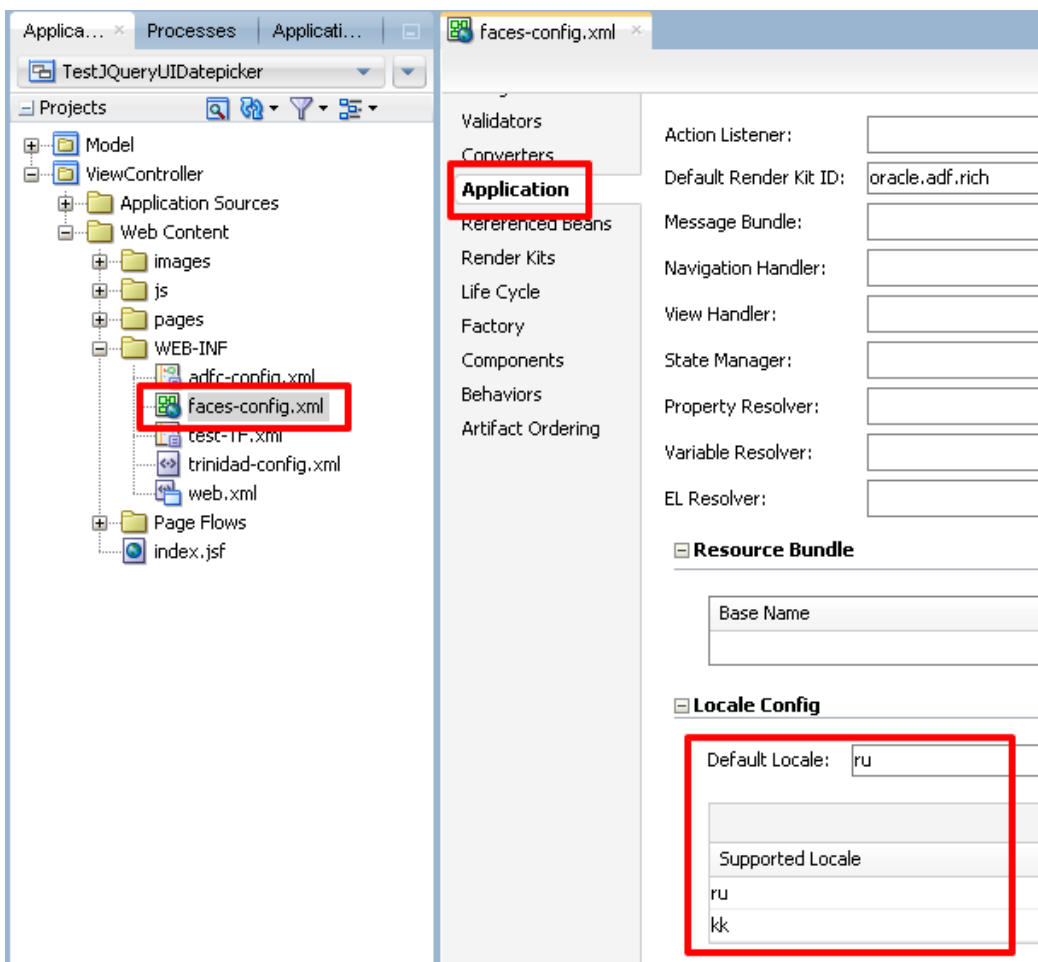 Applica...
Processes
Applicati...
TestJQueryUIDatepicker
Projects
Model
ViewController
Application Sources
Web Content
images
js
pages
WEB-INF
adfc-config.xml
faces-config.xml
test-TF.xml
trinidad-config.xml
web.xml
Page Flows
index.jsf
faces-config.xml
Validators
Converters
Application
Referenced Beans
Render Kits
Life Cycle
Factory
Components
Behaviors
Artifact Ordering
Action Listener:
Default Render Kit ID: oracle.adf.rich
Message Bundle:
Navigation Handler:
View Handler:
State Manager:
Property Resolver:
Variable Resolver:
EL Resolver:
Resource Bundle
Base Name
Locale Config
Default Locale: ru
Supported Locale
ru
kk